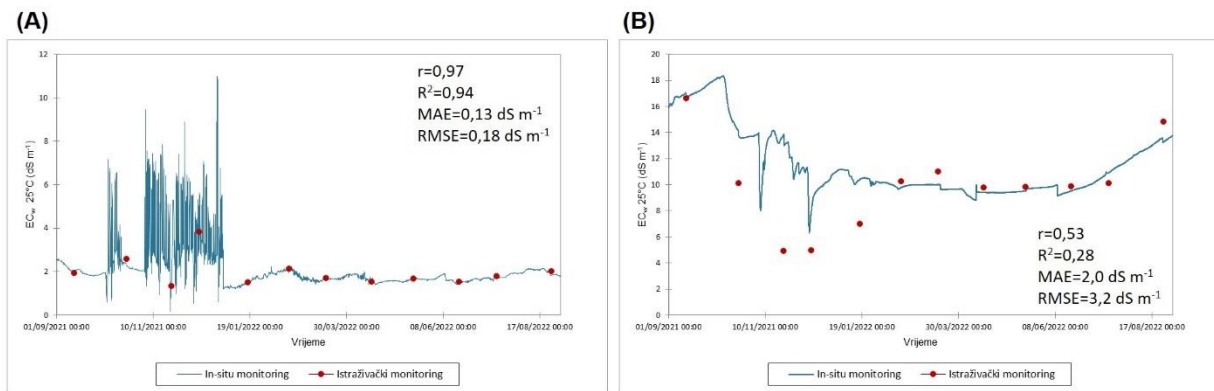 (A)
ECw 25°C (dS m-1)
12
10
8
6
4
2
0
r=0,97
R²=0,94
MAE=0,13 dS m-1
RMSE=0,18 dS m-1
01/09/2021 00:00 10/11/2021 00:00 19/01/2022 00:00 30/03/2022 00:00 08/06/2022 00:00 17/08/2022 00:00
Vrijeme
In-situ monitoring Istraživački monitoring
(B)
ECw 25°C (dS m-1)
20
18
16
14
12
10
8
6
4
2
0
r=0,53
R²=0,28
MAE=2,0 dS m-1
RMSE=3,2 dS m-1
01/09/2021 00:00 10/11/2021 00:00 19/01/2022 00:00 30/03/2022 00:00 08/06/2022 00:00 17/08/2022 00:00
Vrijeme
In-situ monitoring Istraživački monitoring